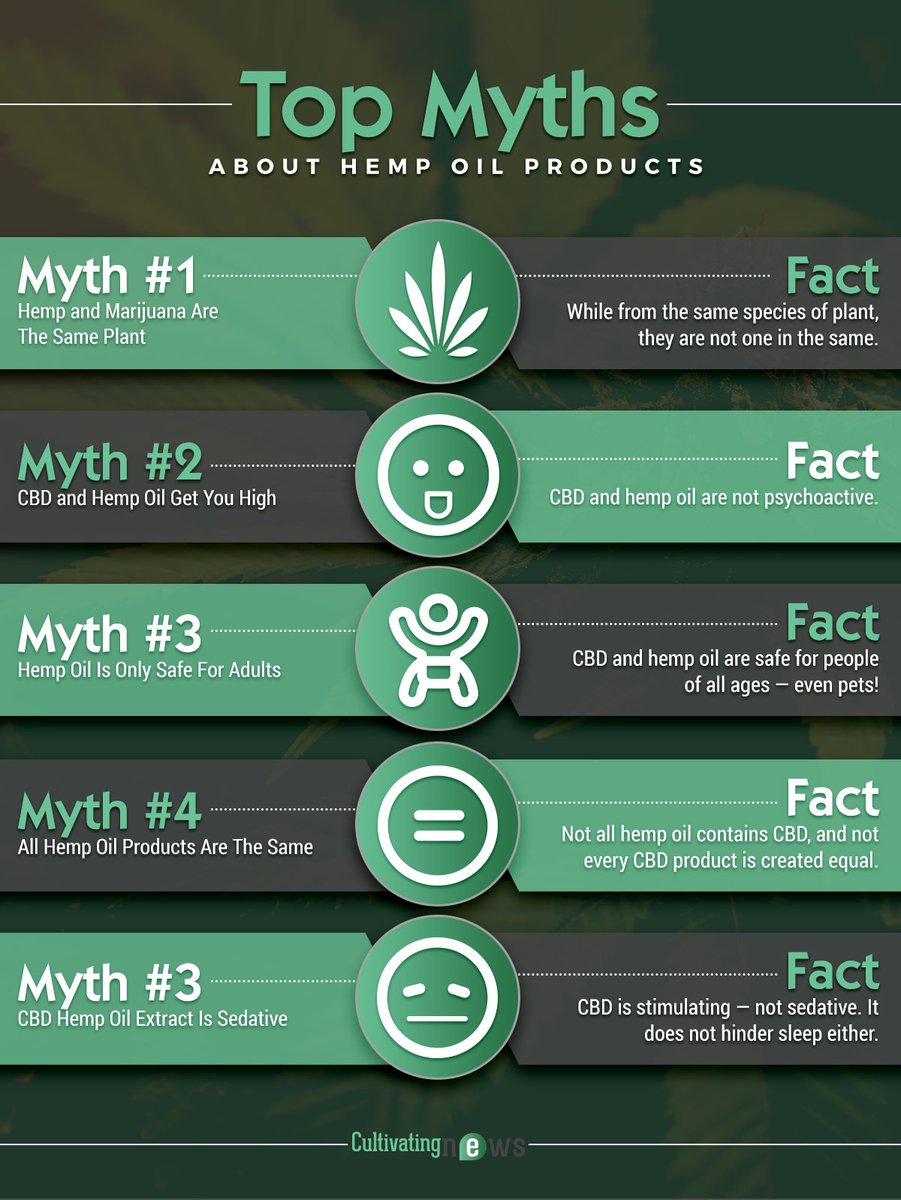 Top Myths
ABOUT HEMP OIL PRODUCTS
Myth #1
Hemp and Marijuana Are
The Same Plant
Fact
While from the same species of plant,
they are not one in the same.
Myth #2
CBD and Hemp Oil Get You High
Fact
CBD and hemp oil are not psychoactive.
Myth #3
Hemp Oil Is Only Safe For Adults
Fact
CBD and hemp oil are safe for people
of all ages — even pets!
Myth #4
All Hemp Oil Products Are The Same
Fact
Not all hemp oil contains CBD, and not
every CBD product is created equal.
Myth #3
CBD Hemp Oil Extract Is Sedative
Fact
CBD is stimulating — not sedative. It
does not hinder sleep either.
Cultivating news